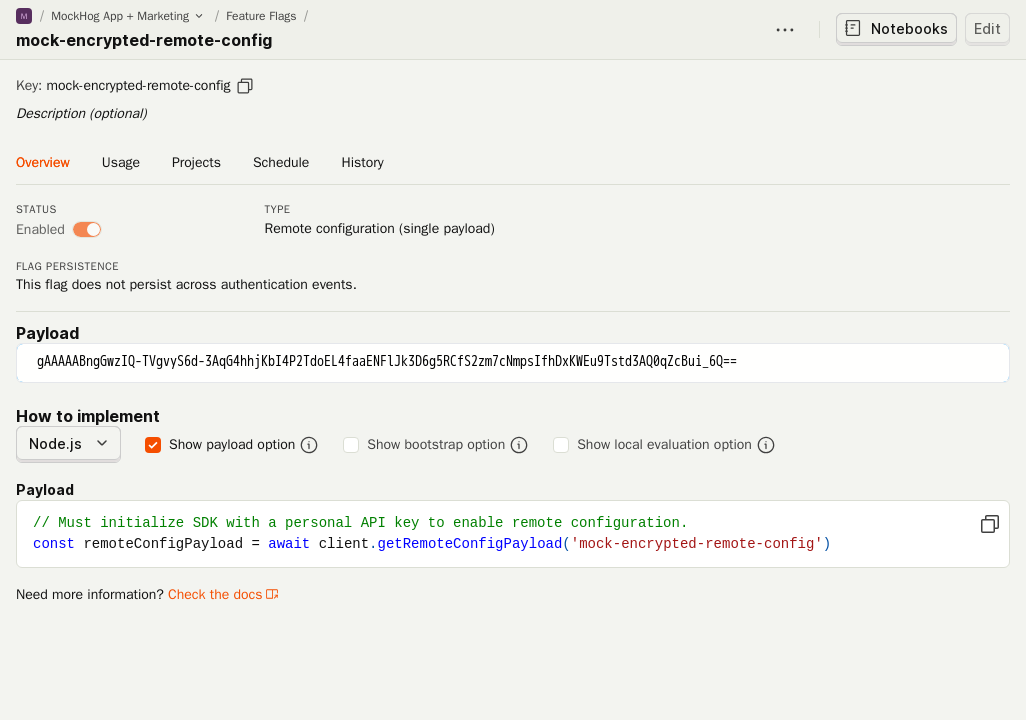 M / MockHog App + Marketing / Feature Flags /
mock-encrypted-remote-config
Notebooks
Edit
Key: mock-encrypted-remote-config
Description (optional)
Overview Usage Projects Schedule History
STATUS
Enabled
TYPE
Remote configuration (single payload)
FLAG PERSISTENCE
This flag does not persist across authentication events.
Payload
gAAAAABngGwzIQ-TVgvyS6d-3AqG4hhjKbI4P2TdoEL4faaENFlJk3D6g5RCfS2zm7cNmpsIfhDxKWEu9Tstd3AQ0qZcBui_6Q==
How to implement
Node.js Show payload option Show bootstrap option Show local evaluation option
Payload
// Must initialize SDK with a personal API key to enable remote configuration.
const remoteConfigPayload = await client.getRemoteConfigPayload('mock-encrypted-remote-config')
Need more information? Check the docs